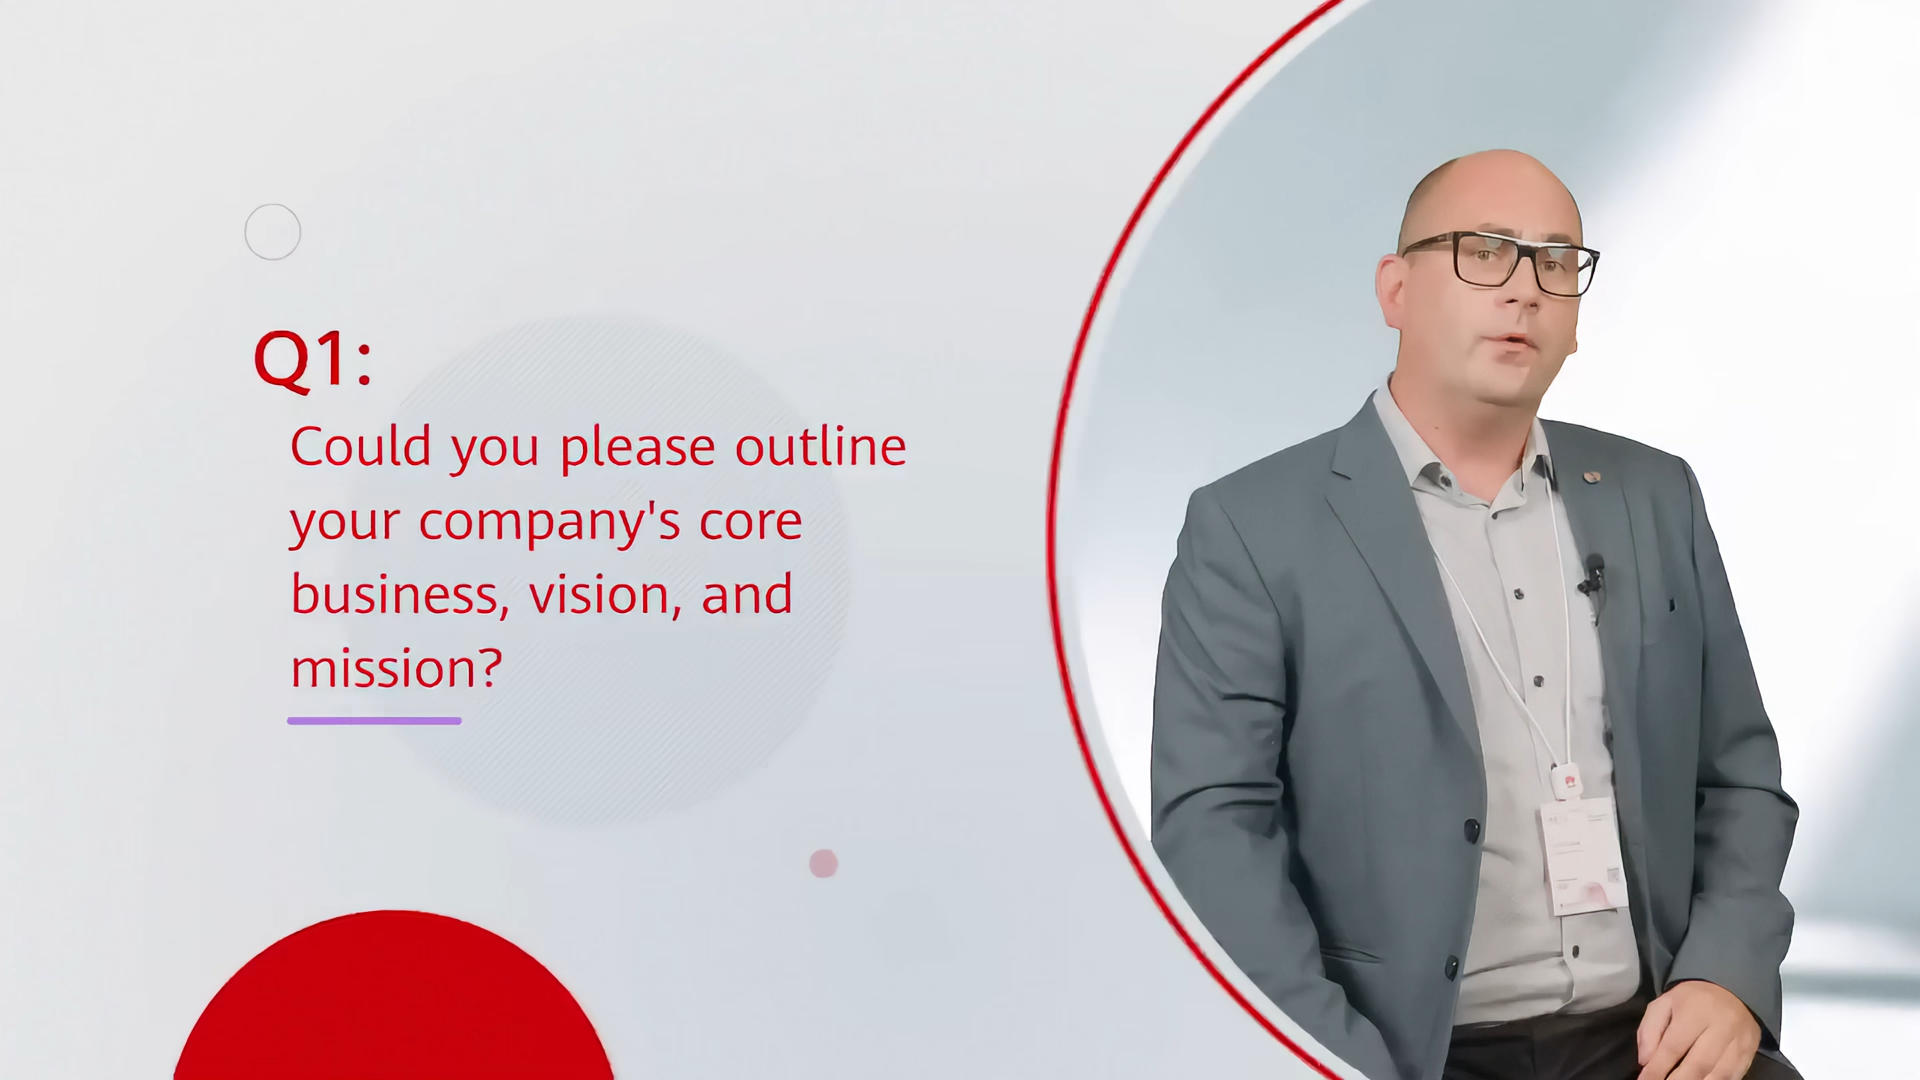 Q1:
Could you please outline
your company's core
business, vision, and
mission?